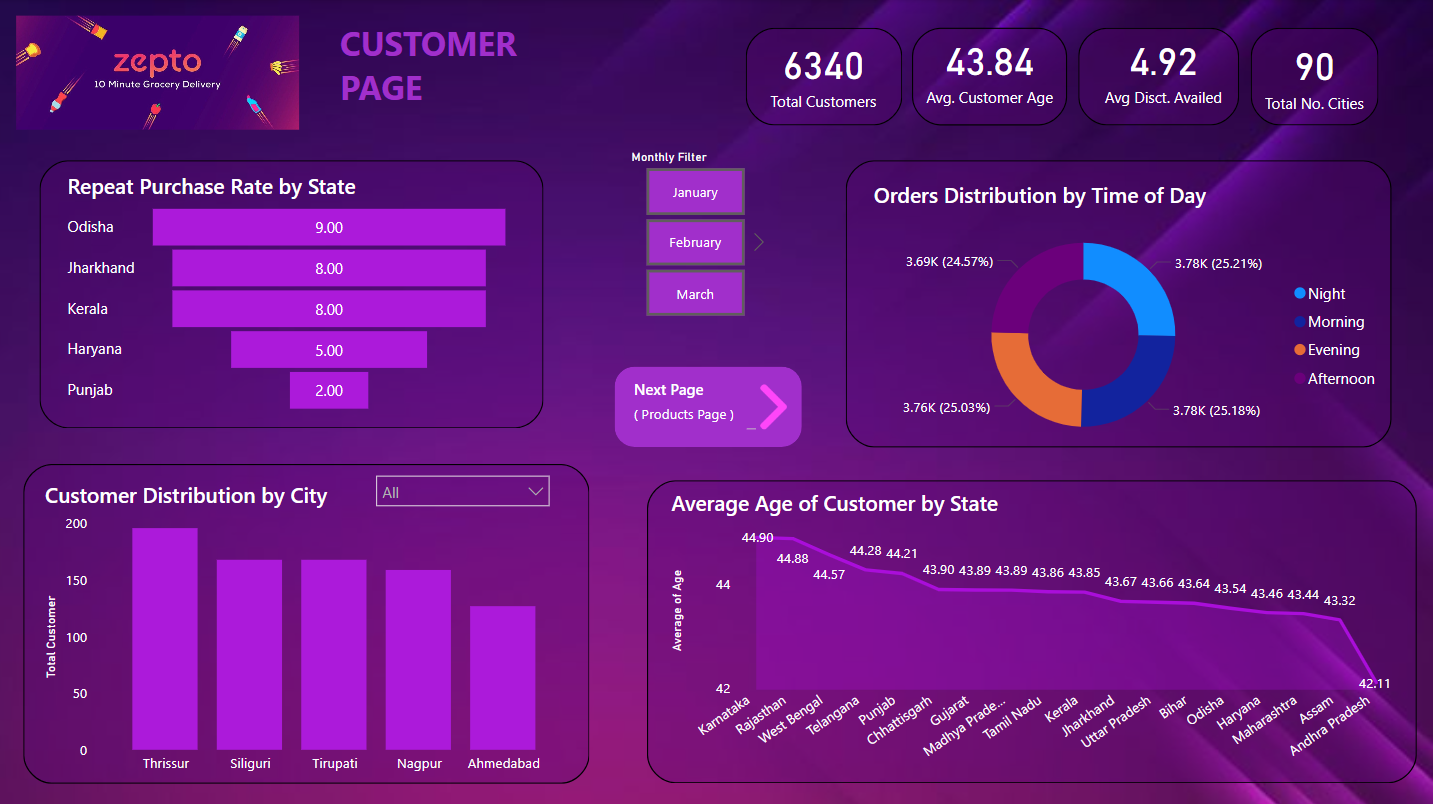 zepto
10 Minute Grocery Delivery
CUSTOMER
PAGE
6340
Total Customers
43.84
Avg. Customer Age
4.92
Avg Disct. Availed
90
Total No. Cities
Repeat Purchase Rate by State
Odisha 9.00
Jharkhand 8.00
Kerala 8.00
Haryana 5.00
Punjab 2.00
Monthly Filter
January
February
March
Next Page
( Products Page )
_
Orders Distribution by Time of Day
3.69K (24.57%)
3.78K (25.21%)
3.76K (25.03%)
3.78K (25.18%)
Night
Morning
Evening
Afternoon
Customer Distribution by City
All
Total Customer
200
150
100
50
0
Thrissur Siliguri Tirupati Nagpur Ahmedabad
Average Age of Customer by State
Average of Age
44
42
44.90 44.88 44.57 44.28 44.21 43.90 43.89 43.89 43.86 43.85 43.67 43.66 43.64 43.54 43.46 43.44 43.32 42.11
Karnataka
Rajasthan
West Bengal
Telangana
Punjab
Chhattisgarh
Gujarat
Madhya Prade...
Tamil Nadu
Kerala
Jharkhand
Uttar Pradesh
Bihar
Odisha
Haryana
Maharashtra
Assam
Andhra Pradesh